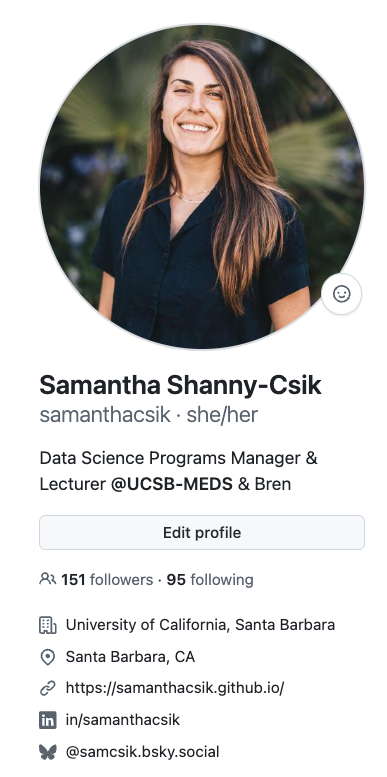 Samantha Shanny-Csik
samanthacsik · she/her
Data Science Programs Manager &
Lecturer @UCSB-MEDS & Bren
Edit profile
151 followers · 95 following
University of California, Santa Barbara
Santa Barbara, CA
https://samanthacsik.github.io/
in/samanthacsik
@samcsik.bsky.social